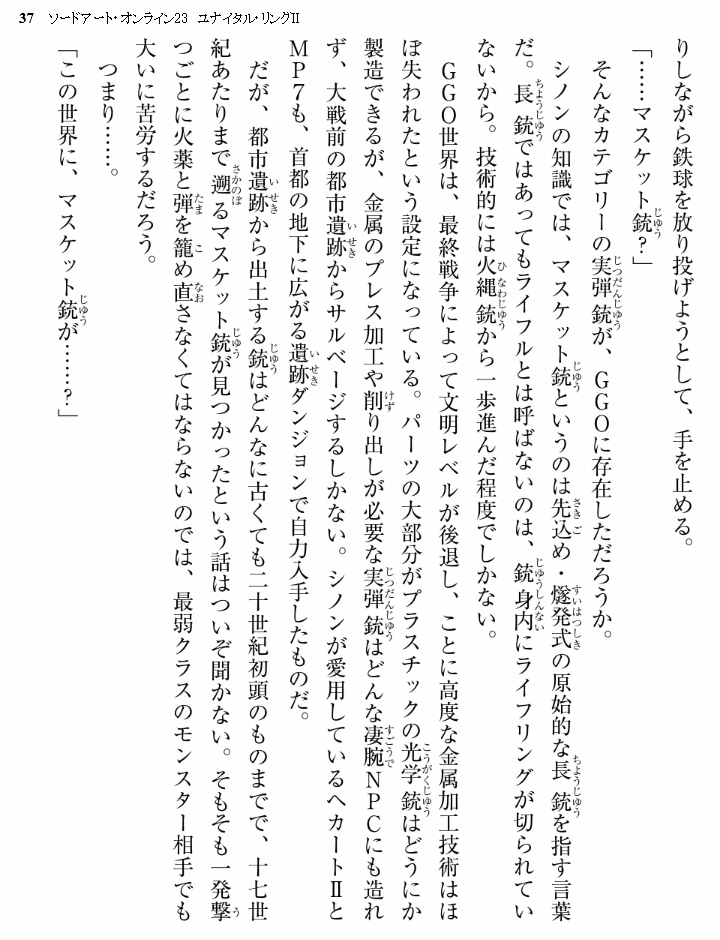 37 ソードアート・オンライン23 ユナイタル・リングⅡ
りしながら鉄球を放り投げようとして、手を止める。
「……マスケット銃？」
そんなカテゴリーの実弾銃が、GGOに存在しただろうか。
シノンの知識では、マスケット銃というのは先込め・燧発式の原始的な長銃を指す言葉
だ。長銃ではあってもライフルとは呼ばないのは、銃身内にライフリングが切られてい
ないから。技術的には火縄銃から一歩進んだ程度でしかない。
GGO世界は、最終戦争によって文明レベルが後退し、ことに高度な金属加工技術はほ
ぼ失われたという設定になっている。パーツの大部分がプラスチックの光学銃はどうにか
製造できるが、金属のプレス加工や削り出しが必要な実弾銃はどんな凄腕NPCにも造れ
ず、大戦前の都市遺跡からサルベージするしかない。シノンが愛用しているヘカートⅡと
MP7も、首都の地下に広がる遺跡ダンジョンで自力入手したものだ。
だが、都市遺跡から出土する銃はどんなに古くても二十世紀初頭のものまでで、十七世
紀あたりまで遡るマスケット銃が見つかったという話はついぞ聞かない。そもそも一発撃
つごとに火薬と弾を籠め直さなくてはならないのでは、最弱クラスのモンスター相手でも
大いに苦労するだろう。
つまり……。
「この世界に、マスケット銃が……？」